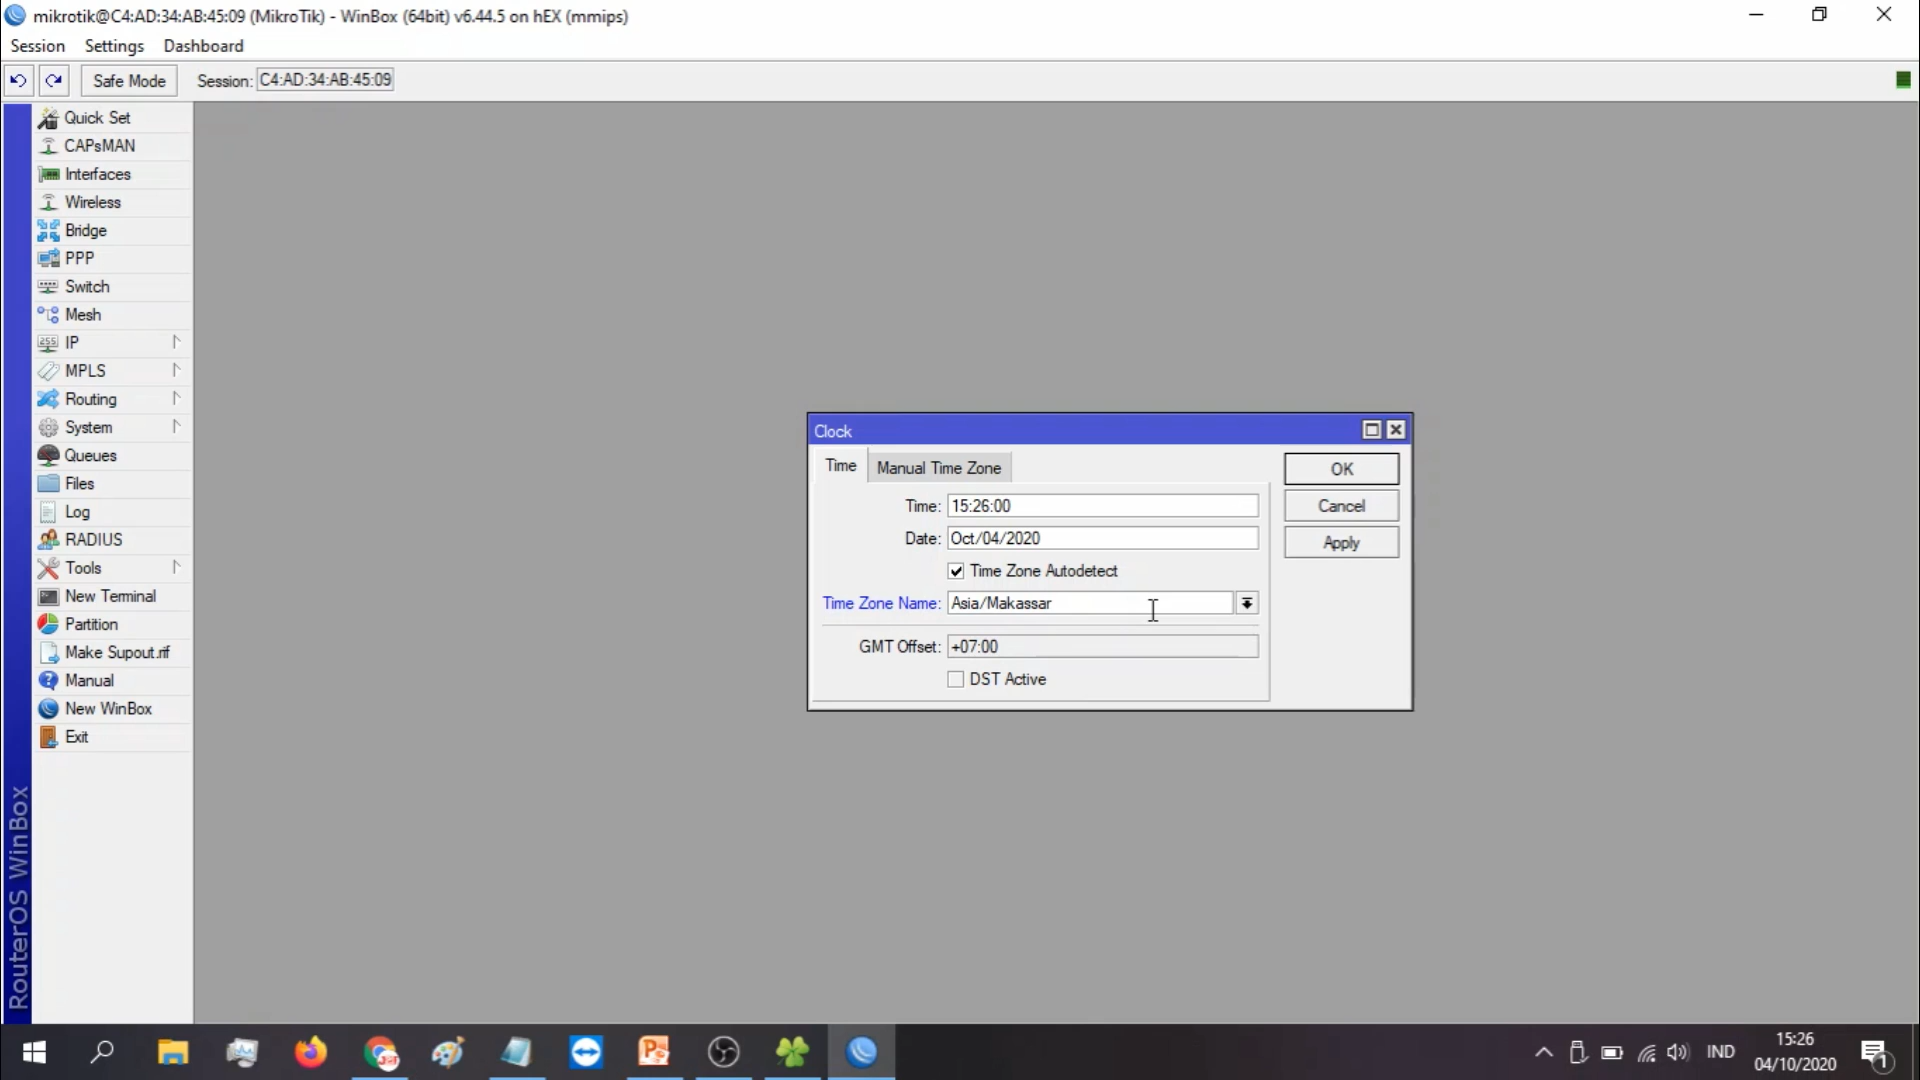 mikrotik@C4:AD:34:AB:45:09 (MikroTik) - WinBox (64bit) v6.44.5 on hEX (mmips)
Session Settings Dashboard
Safe Mode Session: C4:AD:34:AB:45:09
Quick Set
CAPsMAN
Interfaces
Wireless
Bridge
PPP
Switch
Mesh
255 IP
MPLS
Routing
System
Queues
Files
Log
RADIUS
Tools
New Terminal
Partition
Make Supout.rif
Manual
New WinBox
Exit
RouterOS WinBox
Clock
Time Manual Time Zone
Time: 15:26:00
Date: Oct/04/2020
Time Zone Autodetect
Time Zone Name: Asia/Makassar
GMT Offset: +07:00
DST Active
OK
Cancel
Apply
IND
15:26
04/10/2020
1